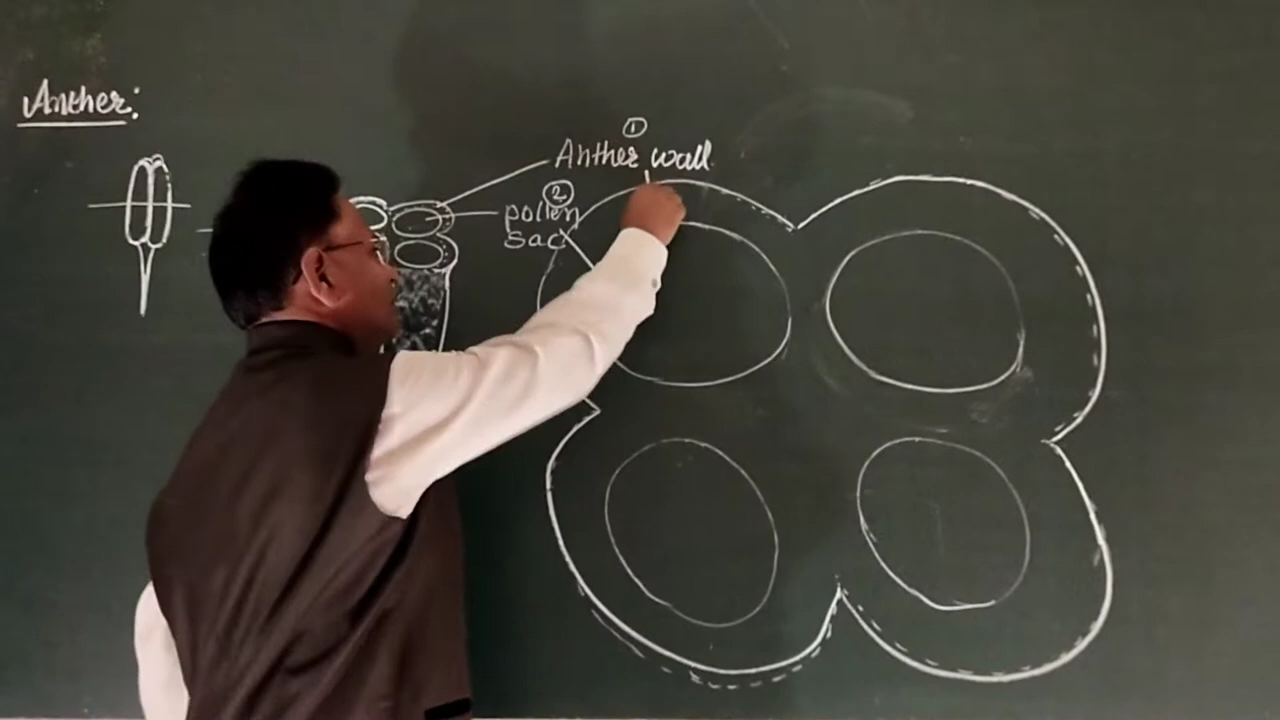 Anther:
①
Anther wall
②
pollen
sac